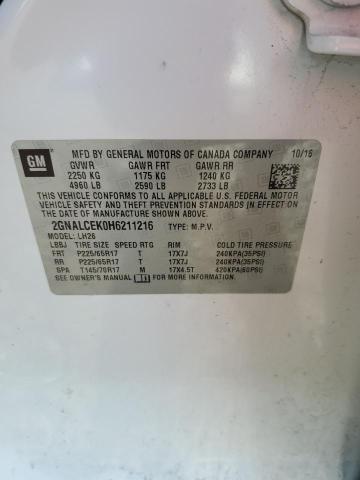 GM
MFD BY GENERAL MOTORS OF CANADA COMPANY 10/16
GVWR GAWR FRT GAWR RR
2250 KG 1175 KG 1240 KG
4960 LB 2590 LB 2733 LB
THIS VEHICLE CONFORMS TO ALL APPLICABLE U.S. FEDERAL MOTOR
VEHICLE SAFETY AND THEFT PREVENTION STANDARDS IN EFFECT
ON THE DATE OF MANUFACTURE SHOWN ABOVE.
2GNALCEK0H6211216 TYPE: M.P.V.
MODEL: LH26
LBBJ TIRE SIZE SPEED RTG RIM COLD TIRE PRESSURE
FRT P225/65R17 T 17X7J 240KPA(35PSI)
RR P225/65R17 T 17X7J 240KPA(35PSI)
SPA T145/70R17 M 17X4.5T 420KPA(60PSI)
SEE OWNER'S MANUAL FOR MORE INFORMATION.